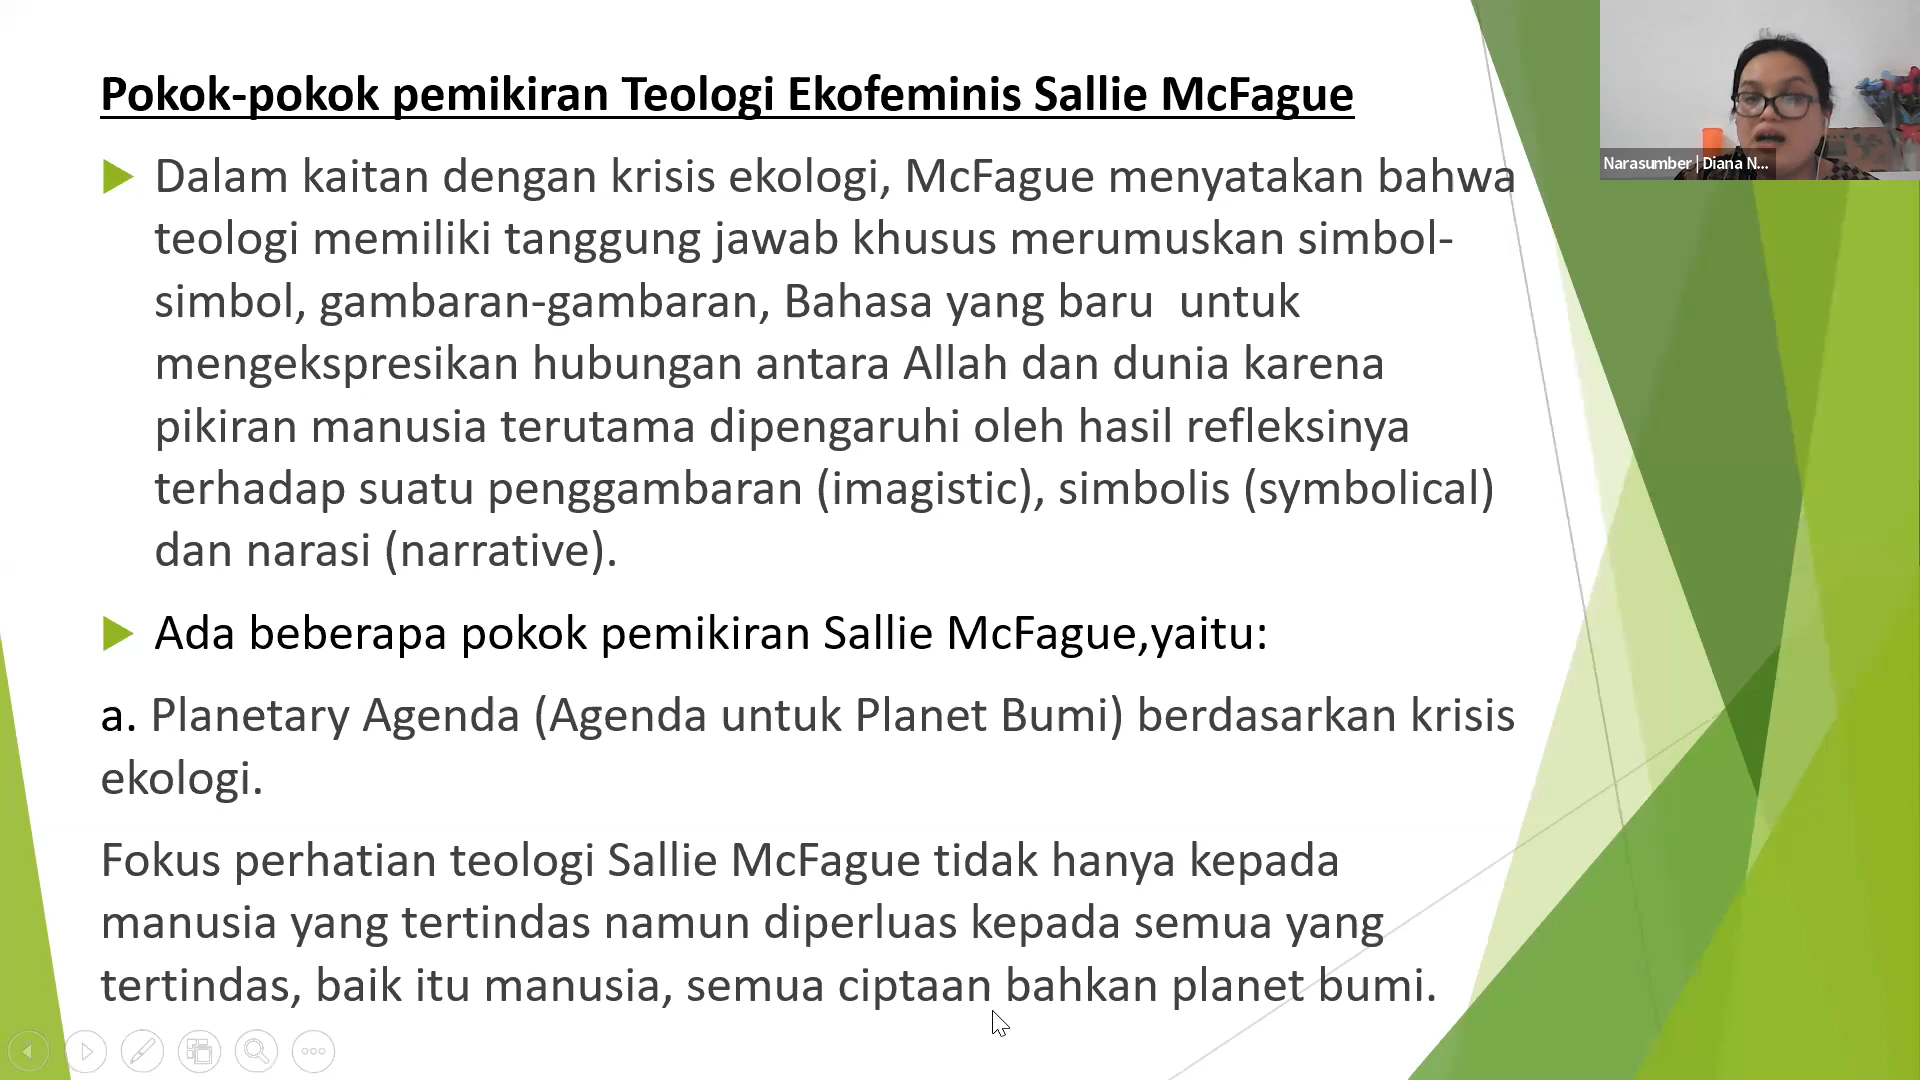 Pokok-pokok pemikiran Teologi Ekofeminis Sallie McFague
Dalam kaitan dengan krisis ekologi, McFague menyatakan bahwa
teologi memiliki tanggung jawab khusus merumuskan simbol-
simbol, gambaran-gambaran, Bahasa yang baru  untuk
mengekspresikan hubungan antara Allah dan dunia karena
pikiran manusia terutama dipengaruhi oleh hasil refleksinya
terhadap suatu penggambaran (imagistic), simbolis (symbolical)
dan narasi (narrative).
Ada beberapa pokok pemikiran Sallie McFague,yaitu:
a. Planetary Agenda (Agenda untuk Planet Bumi) berdasarkan krisis
ekologi.
Fokus perhatian teologi Sallie McFague tidak hanya kepada
manusia yang tertindas namun diperluas kepada semua yang
tertindas, baik itu manusia, semua ciptaan bahkan planet bumi.
Narasumber | Diana N...